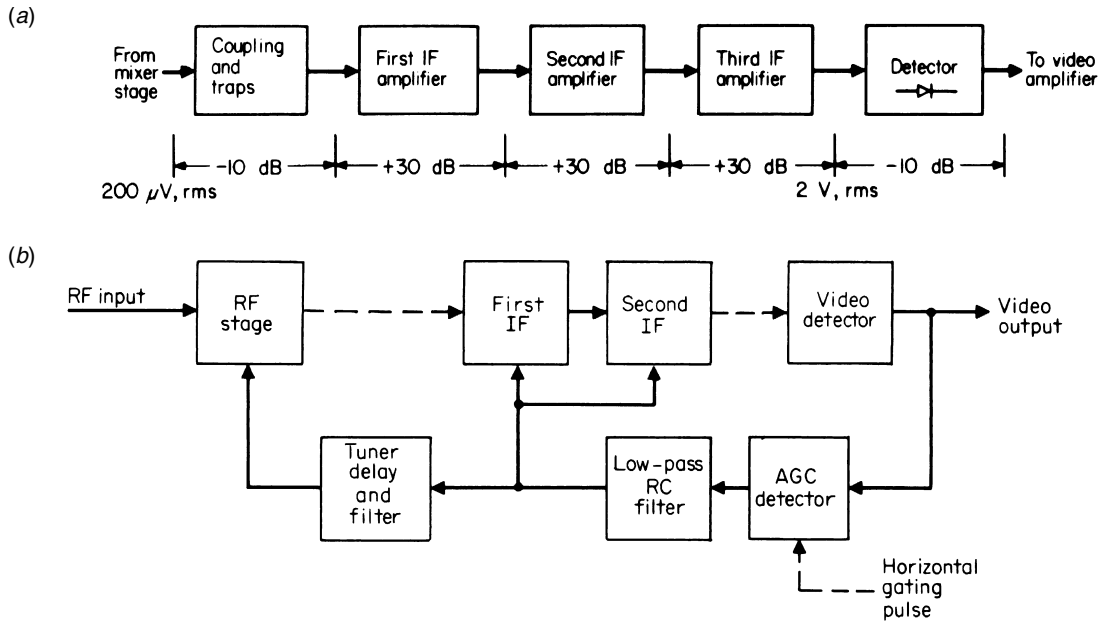 (a)
From
mixer
stage
Coupling
and
traps
First IF
amplifier
Second IF
amplifier
Third IF
amplifier
Detector
To video
amplifier
-10 dB
+30 dB
+30 dB
+30 dB
-10 dB
200 μV, rms
2 V, rms
(b)
RF input
RF
stage
First
IF
Second
IF
Video
detector
Video
output
Tuner
delay
and
filter
Low-pass
RC
filter
AGC
detector
Horizontal
gating
pulse